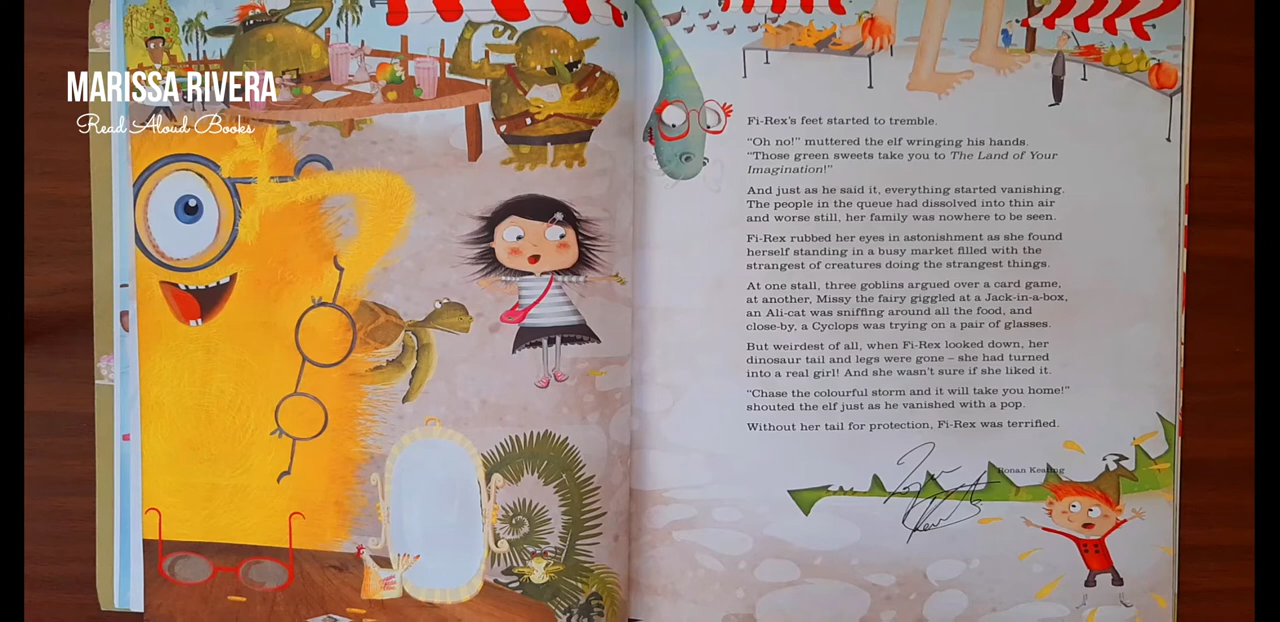 MARISSA RIVERA
Read Aloud Books
Fi-Rex's feet started to tremble.
“Oh no!” muttered the elf wringing his hands.
“Those green sweets take you to The Land of Your
Imagination!”
And just as he said it, everything started vanishing.
The people in the queue had dissolved into thin air
and worse still, her family was nowhere to be seen.
Fi-Rex rubbed her eyes in astonishment as she found
herself standing in a busy market filled with the
strangest of creatures doing the strangest things.
At one stall, three goblins argued over a card game,
at another, Missy the fairy giggled at a Jack-in-a-box,
an Ali-cat was sniffing around all the food, and
close-by, a Cyclops was trying on a pair of glasses.
But weirdest of all, when Fi-Rex looked down, her
dinosaur tail and legs were gone – she had turned
into a real girl! And she wasn't sure if she liked it.
“Chase the colourful storm and it will take you home!”
shouted the elf just as he vanished with a pop.
Without her tail for protection, Fi-Rex was terrified.
Ronan Keating